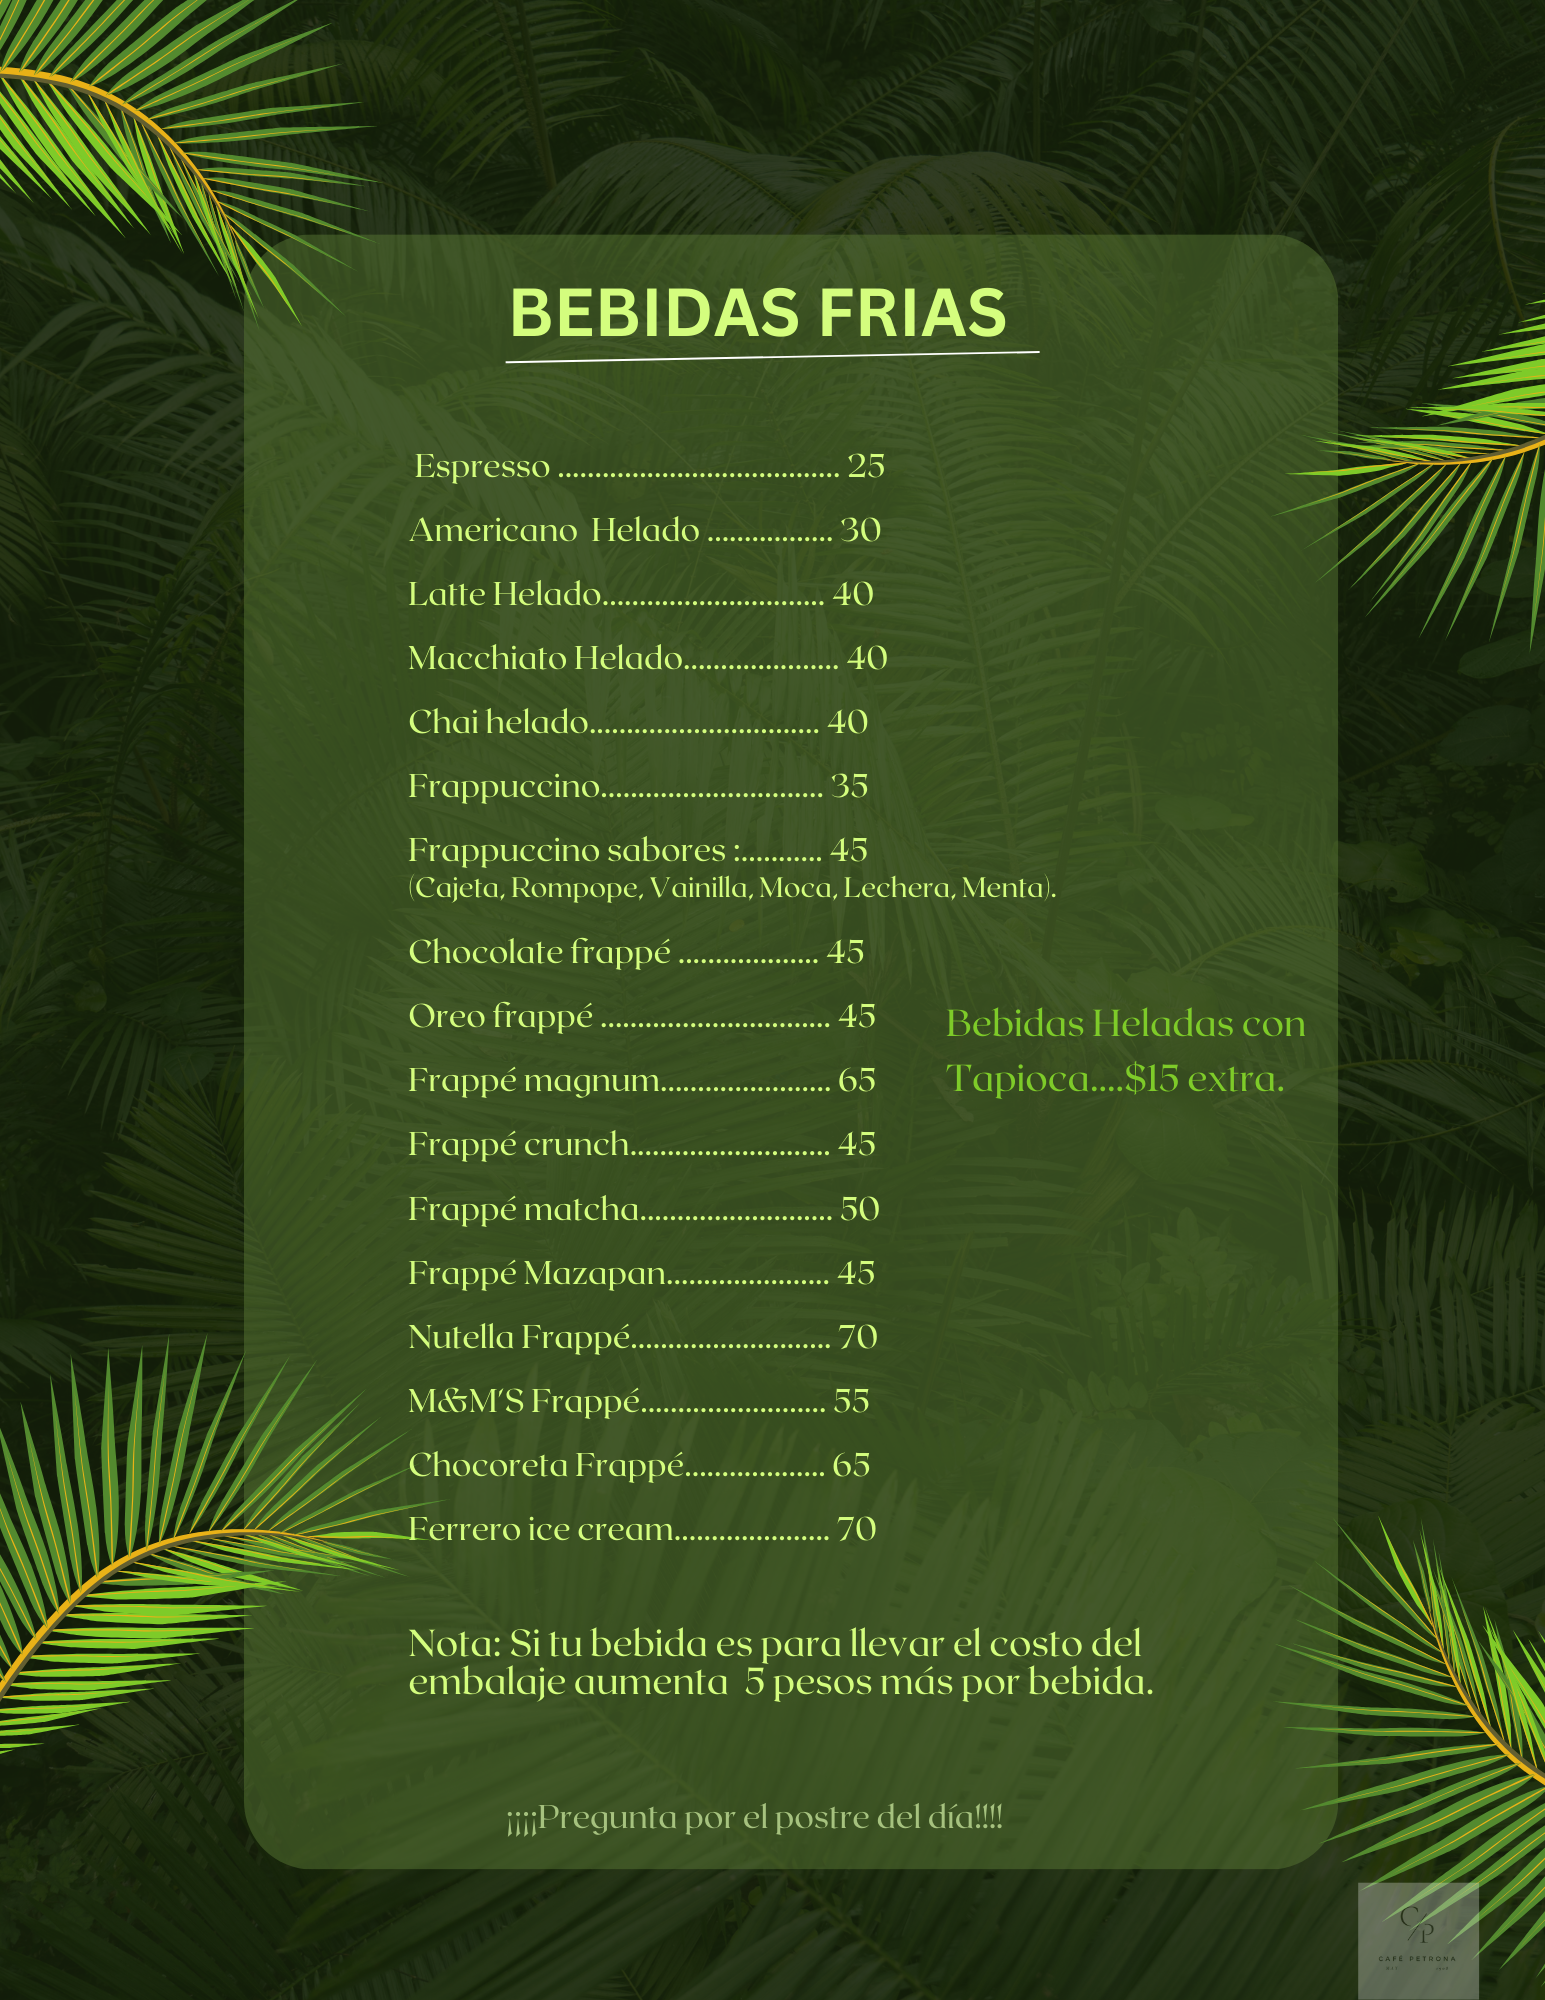 BEBIDAS FRIAS
Espresso ...................................... 25
Americano  Helado ................. 30
Latte Helado.............................. 40
Macchiato Helado..................... 40
Chai helado............................... 40
Frappuccino.............................. 35
Frappuccino sabores :........... 45
(Cajeta, Rompope, Vainilla, Moca, Lechera, Menta).
Chocolate frappé ................... 45
Oreo frappé ............................... 45
Frappé magnum....................... 65
Frappé crunch........................... 45
Frappé matcha.......................... 50
Frappé Mazapan...................... 45
Nutella Frappé........................... 70
M&M'S Frappé......................... 55
Chocoreta Frappé................... 65
Ferrero ice cream..................... 70
Bebidas Heladas con
Tapioca....$15 extra.
Nota: Si tu bebida es para llevar el costo del
embalaje aumenta  5 pesos más por bebida.
¡¡¡¡Pregunta por el postre del día!!!!
C/P
CAFÉ PETRONA